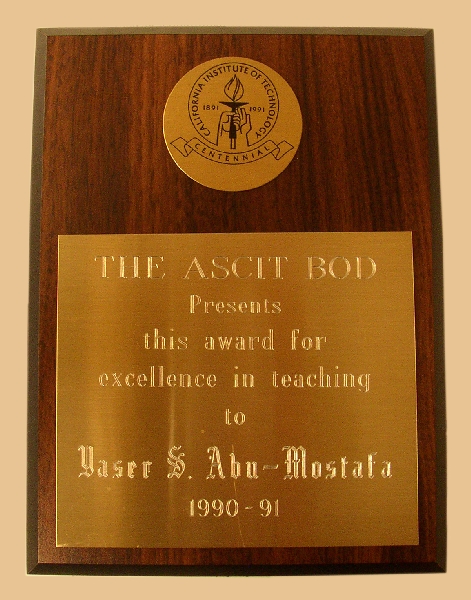 CALIFORNIA INSTITUTE OF TECHNOLOGY
1891 1991
CENTENNIAL
THE ASCIT BOD
Presents
this award for
excellence in teaching
to
Yaser S. Abu-Mostafa
1990-91